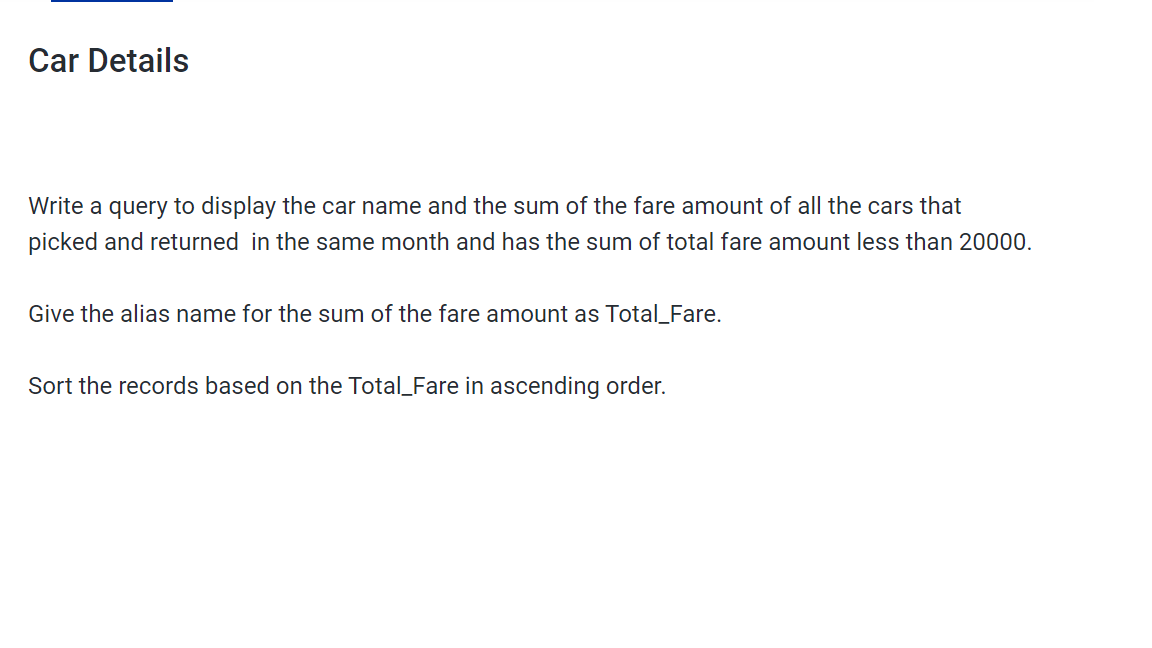 Car Details
Write a query to display the car name and the sum of the fare amount of all the cars that
picked and returned  in the same month and has the sum of total fare amount less than 20000.
Give the alias name for the sum of the fare amount as Total_Fare.
Sort the records based on the Total_Fare in ascending order.